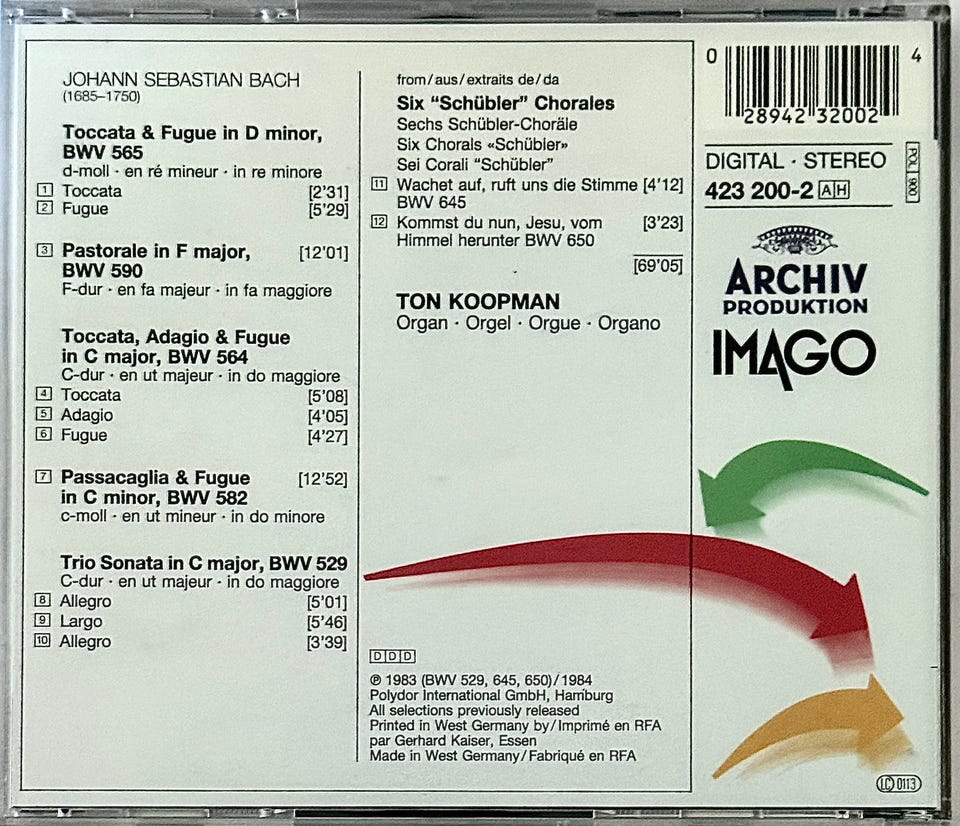 JOHANN SEBASTIAN BACH
(1685–1750)
Toccata & Fugue in D minor,
BWV 565
d-moll · en ré mineur · in re minore
1 Toccata [2'31]
2 Fugue [5'29]
3 Pastorale in F major, [12'01]
BWV 590
F-dur · en fa majeur · in fa maggiore
Toccata, Adagio & Fugue
in C major, BWV 564
C-dur · en ut majeur · in do maggiore
4 Toccata [5'08]
5 Adagio [4'05]
6 Fugue [4'27]
7 Passacaglia & Fugue [12'52]
in C minor, BWV 582
c-moll · en ut mineur · in do minore
Trio Sonata in C major, BWV 529
C-dur · en ut majeur · in do maggiore
8 Allegro [5'01]
9 Largo [5'46]
10 Allegro [3'39]
from/aus/extraits de/da
Six "Schübler" Chorales
Sechs Schübler-Choräle
Six Chorals «Schübler»
Sei Corali "Schübler"
11 Wachet auf, ruft uns die Stimme [4'12]
BWV 645
12 Kommst du nun, Jesu, vom [3'23]
Himmel herunter BWV 650
[69'05]
TON KOOPMAN
Organ · Orgel · Orgue · Organo
DDD
℗ 1983 (BWV 529, 645, 650)/1984
Polydor International GmbH, Hamburg
All selections previously released
Printed in West Germany by/Imprimé en RFA
par Gerhard Kaiser, Essen
Made in West Germany/Fabriqué en RFA
0 28942 32002 4
DIGITAL · STEREO
423 200-2 AH
POL 900
ARCHIV
PRODUKTION
IMAGO
LC 0113